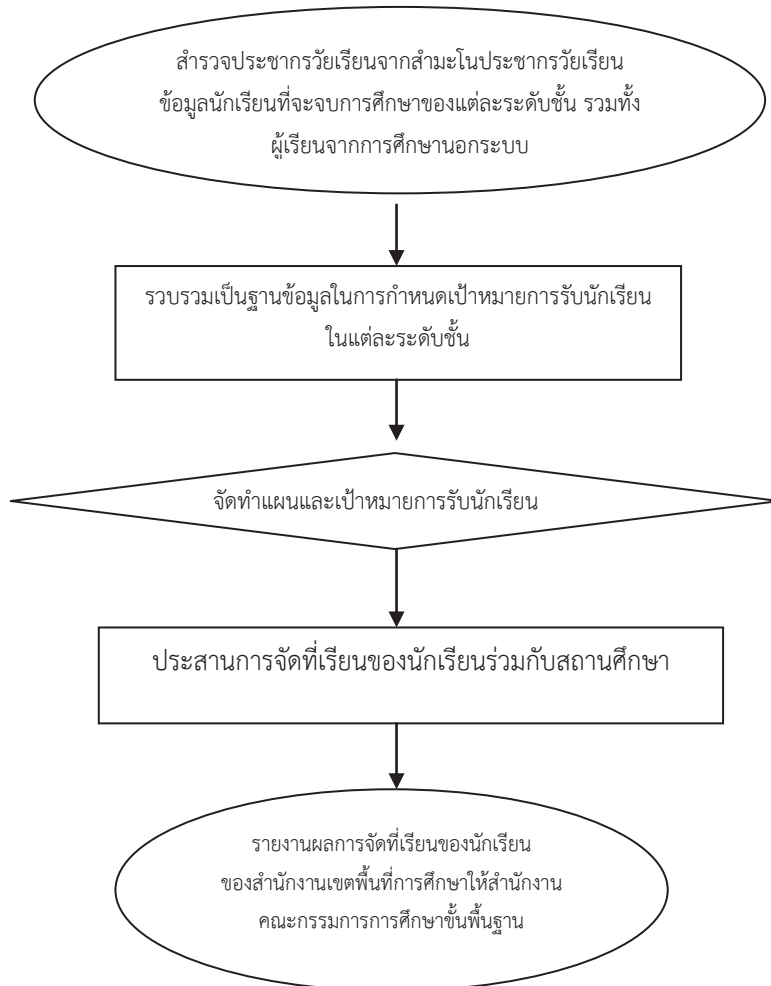 สำรวจประชากรวัยเรียนจากสำมะโนประชากรวัยเรียน
ข้อมูลนักเรียนที่จะจบการศึกษาของแต่ละระดับชั้น รวมทั้ง
ผู้เรียนจากการศึกษานอกระบบ
รวบรวมเป็นฐานข้อมูลในการกำหนดเป้าหมายการรับนักเรียน
ในแต่ละระดับชั้น
จัดทำแผนและเป้าหมายการรับนักเรียน
ประสานการจัดที่เรียนของนักเรียนร่วมกับสถานศึกษา
รายงานผลการจัดที่เรียนของนักเรียน
ของสำนักงานเขตพื้นที่การศึกษาให้สำนักงาน
คณะกรรมการการศึกษาขั้นพื้นฐาน